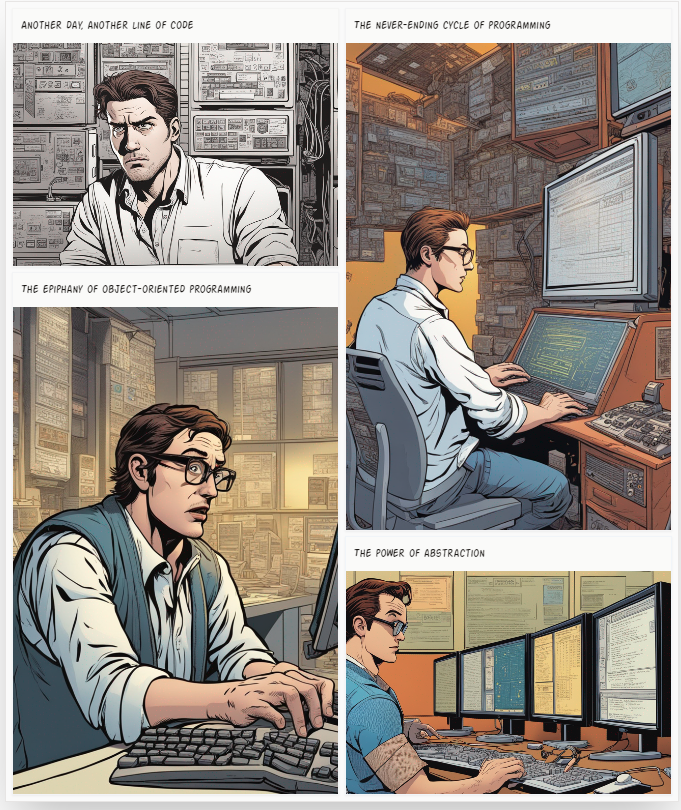 ANOTHER DAY, ANOTHER LINE OF CODE
THE NEVER-ENDING CYCLE OF PROGRAMMING
THE EPIPHANY OF OBJECT-ORIENTED PROGRAMMING
THE POWER OF ABSTRACTION